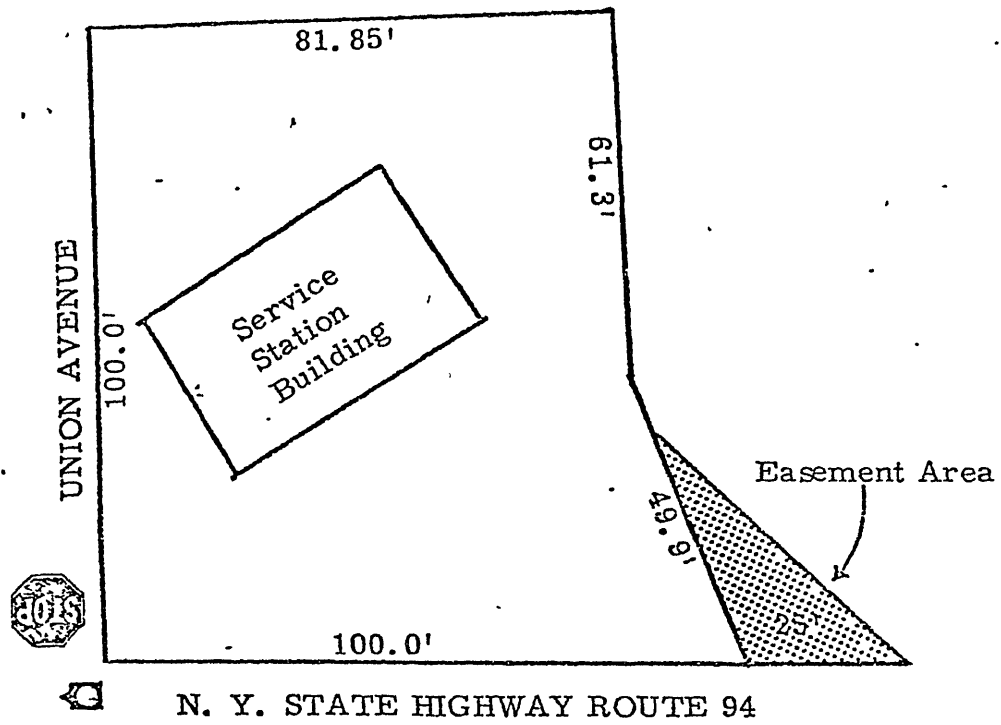 81.85'
61.3'
UNION AVENUE
100.0'
Service
Station
Building
Easement Area
49.9'
25'
STOP
100.0'
N. Y. STATE HIGHWAY ROUTE 94